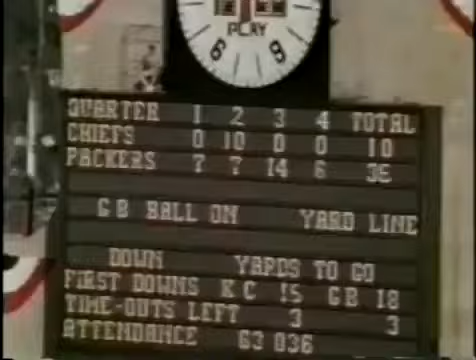 PLAY
6 6
QUARTER 1 2 3 4 TOTAL
CHIEFS 0 10 0 0 10
PACKERS 7 7 14 6 35
G B BALL ON YARD LINE
DOWN YARDS TO GO
FIRST DOWNS K C 15 G B 18
TIME-OUTS LEFT 3 3
ATTENDANCE 63 036